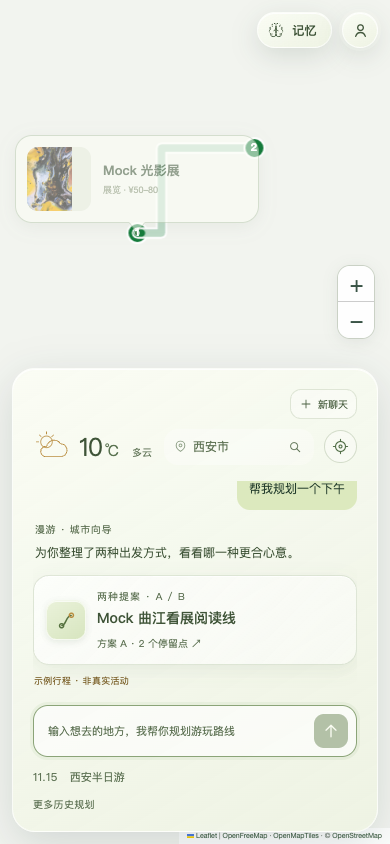 记忆
Mock 光影展
展览 · ¥50–80
2
1
+
−
+ 新聊天
10℃ 多云
西安市
帮我规划一个下午
漫游 · 城市向导
为你整理了两种出发方式，看看哪一种更合心意。
两种提案 · A / B
Mock 曲江看展阅读线
方案 A · 2 个停留点 ↗
示例行程 · 非真实活动
输入想去的地方，我帮你规划游玩路线
11.15 西安半日游
更多历史规划
Leaflet | OpenFreeMap · OpenMapTiles · © OpenStreetMap